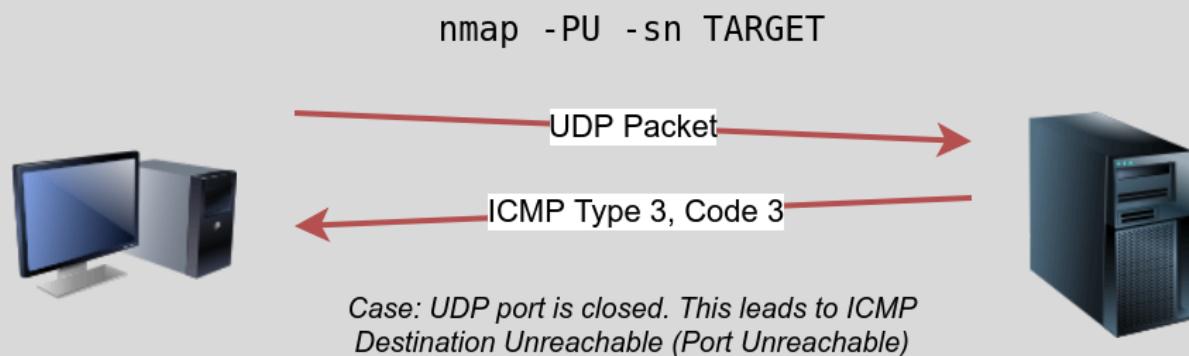 nmap -PU -sn TARGET
UDP Packet
ICMP Type 3, Code 3
Case: UDP port is closed. This leads to ICMP
Destination Unreachable (Port Unreachable)